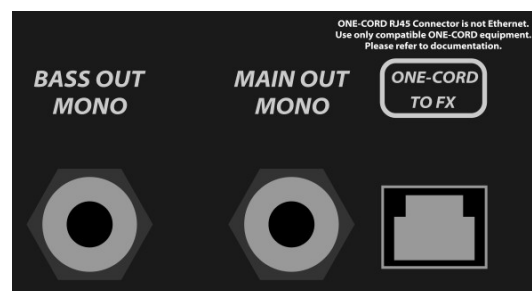 ONE-CORD RJ45 Connector is not Ethernet.
Use only compatible ONE-CORD equipment.
Please refer to documentation.
BASS OUT
MONO
MAIN OUT
MONO
ONE-CORD
TO FX